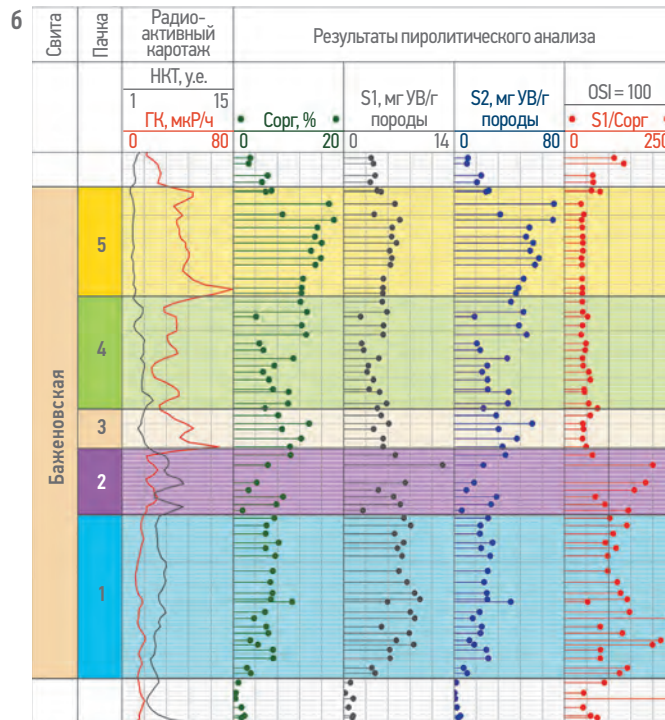 б
Свита
Пачка
Радио-
активный
каротаж
Результаты пиролитического анализа
НКТ, у.е.
1 15
ГК, мкР/ч
0 80
Сорг, %
0 20
S1, мг УВ/г
породы
0 14
S2, мг УВ/г
породы
0 80
OSI = 100
S1/Сорг
0 250
Баженовская
5
4
3
2
1